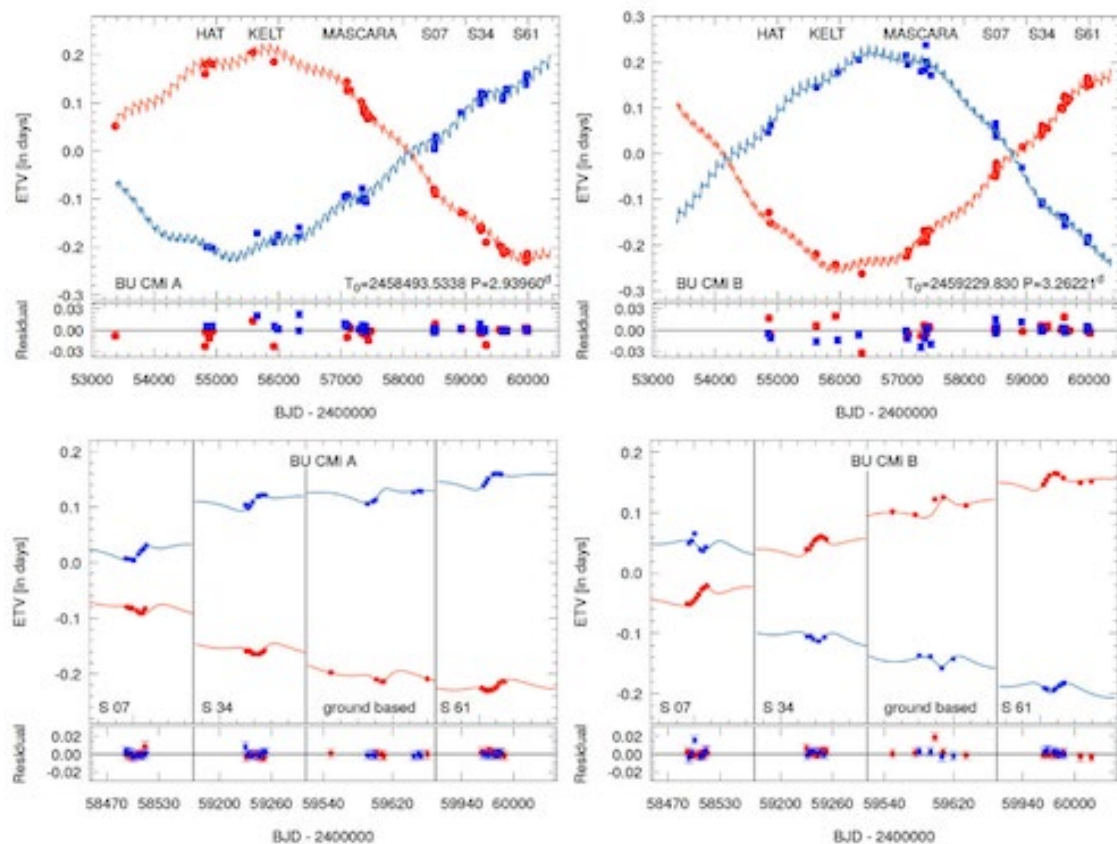 HAT KELT MASCARA S07 S34 S61
ETV [in days]
0.2
0.1
0.0
-0.1
-0.2
-0.3
BU CMi A T0=2458493.5338 P=2.93960d
Residual
0.03
0.00
-0.03
53000 54000 55000 56000 57000 58000 59000 60000
BJD - 2400000
HAT KELT MASCARA S07 S34 S61
ETV [in days]
0.3
0.2
0.1
0.0
-0.1
-0.2
-0.3
BU CMi B T0=2459229.830 P=3.26221d
Residual
0.03
0.00
-0.03
53000 54000 55000 56000 57000 58000 59000 60000
BJD - 2400000
BU CMi A
ETV [in days]
0.2
0.1
0.0
-0.1
-0.2
S 07 S 34 ground based S 61
Residual
0.02
0.00
-0.02
58470 58530 59200 59260 59540 59620 59940 60000
BJD - 2400000
BU CMi B
ETV [in days]
0.2
0.1
0.0
-0.1
-0.2
S 07 S 34 ground based S 61
Residual
0.02
0.00
-0.02
58470 58530 59200 59260 59540 59620 59940 60000
BJD - 2400000